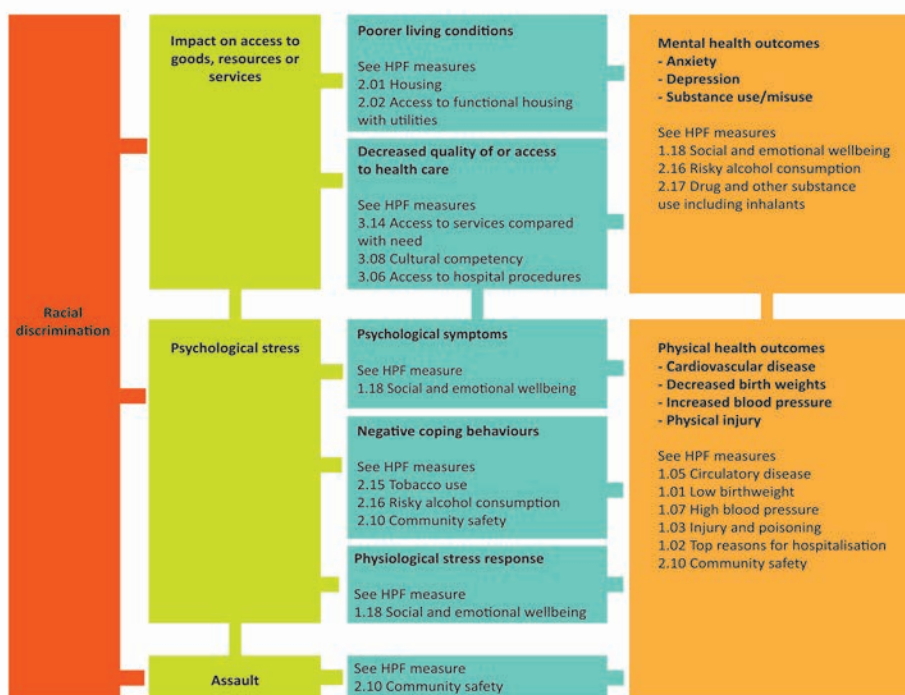 Racial
discrimination
Impact on access to
goods, resources or
services
Psychological stress
Assault
Poorer living conditions
See HPF measures
2.01 Housing
2.02 Access to functional housing
with utilities
Decreased quality of or access
to health care
See HPF measures
3.14 Access to services compared
with need
3.08 Cultural competency
3.06 Access to hospital procedures
Psychological symptoms
See HPF measure
1.18 Social and emotional wellbeing
Negative coping behaviours
See HPF measures
2.15 Tobacco use
2.16 Risky alcohol consumption
2.10 Community safety
Physiological stress response
See HPF measure
1.18 Social and emotional wellbeing
See HPF measure
2.10 Community safety
Mental health outcomes
- Anxiety
- Depression
- Substance use/misuse
See HPF measures
1.18 Social and emotional wellbeing
2.16 Risky alcohol consumption
2.17 Drug and other substance
use including inhalants
Physical health outcomes
- Cardiovascular disease
- Decreased birth weights
- Increased blood pressure
- Physical injury
See HPF measures
1.05 Circulatory disease
1.01 Low birthweight
1.07 High blood pressure
1.03 Injury and poisoning
1.02 Top reasons for hospitalisation
2.10 Community safety